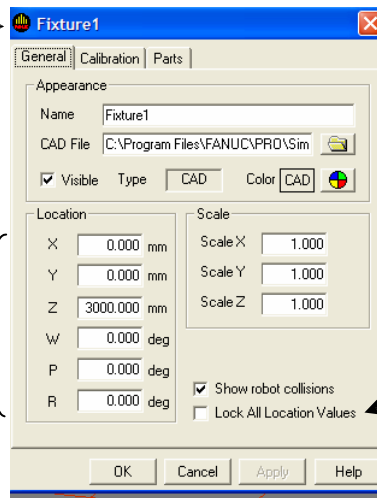 Fixture1
General Calibration Parts
Appearance
Name Fixture1
CAD File C:\Program Files\FANUC\PRO\Sim
Visible Type CAD Color CAD
Location
X 0.000 mm
Y 0.000 mm
Z 3000.000 mm
W 0.000 deg
P 0.000 deg
R 0.000 deg
Scale
Scale X 1.000
Scale Y 1.000
Scale Z 1.000
Show robot collisions
Lock All Location Values
OK Cancel Apply Help